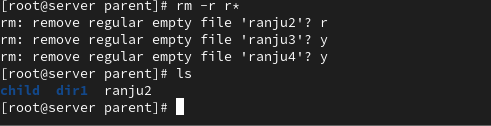 [root@server parent]# rm -r r*
rm: remove regular empty file 'ranju2'? r
rm: remove regular empty file 'ranju3'? y
rm: remove regular empty file 'ranju4'? y
[root@server parent]# ls
child dir1 ranju2
[root@server parent]#